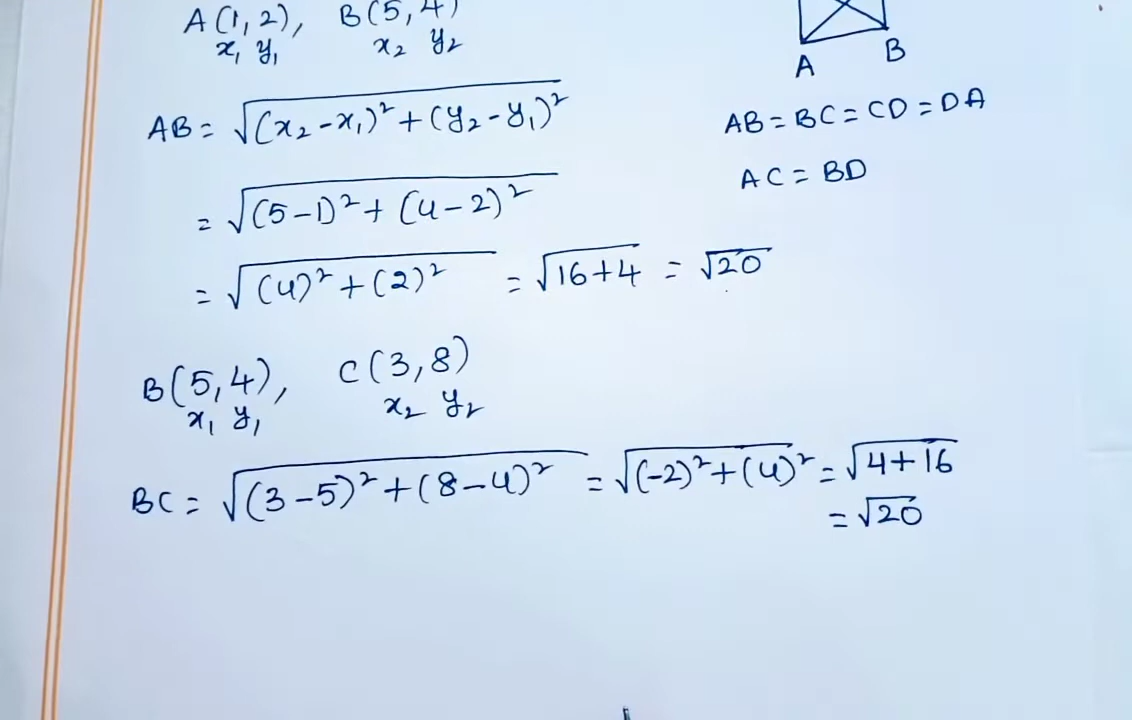 A(1,2), B(5,4)
x₁ y₁ x₂ y₂
A B
AB = √(x₂-x₁)²+(y₂-y₁)²
AB = BC = CD = DA
AC = BD
= √(5-1)²+(4-2)²
= √(4)²+(2)² = √16+4 = √20
B(5,4), C(3,8)
x₁ y₁ x₂ y₂
BC = √(3-5)²+(8-4)² = √(-2)²+(4)² = √4+16
= √20